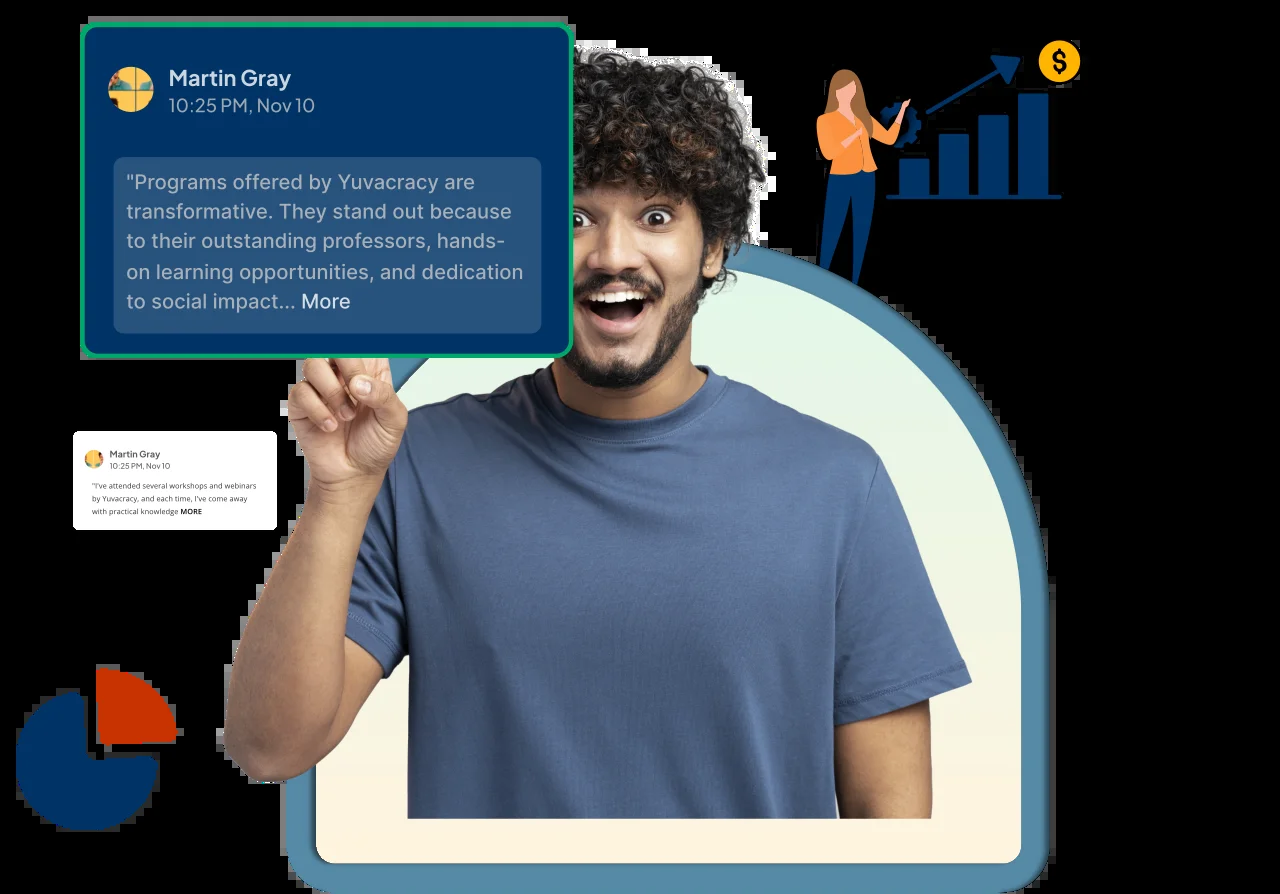 Martin Gray
10:25 PM, Nov 10
"Programs offered by Yuvacracy are
transformative. They stand out because
to their outstanding professors, hands-
on learning opportunities, and dedication
to social impact... More
$
Martin Gray
10:25 PM, Nov 10
"I've attended several workshops and webinars
by Yuvacracy, and each time, I've come away
with practical knowledge MORE